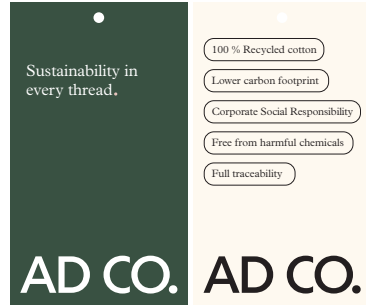 Sustainability in
every thread.
AD CO.
100 % Recycled cotton
Lower carbon footprint
Corporate Social Responsibility
Free from harmful chemicals
Full traceability
AD CO.